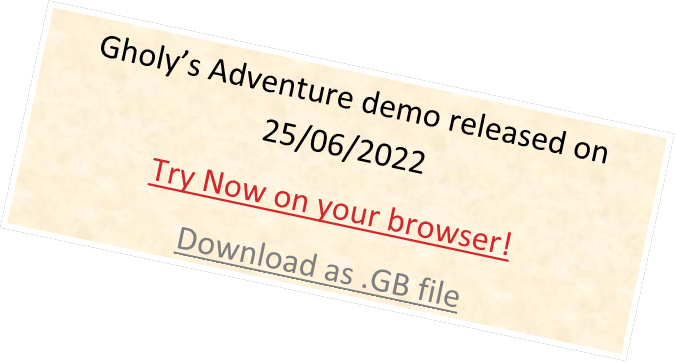 Gholy’s Adventure demo released on
25/06/2022
Try Now on your browser!
Download as .GB file